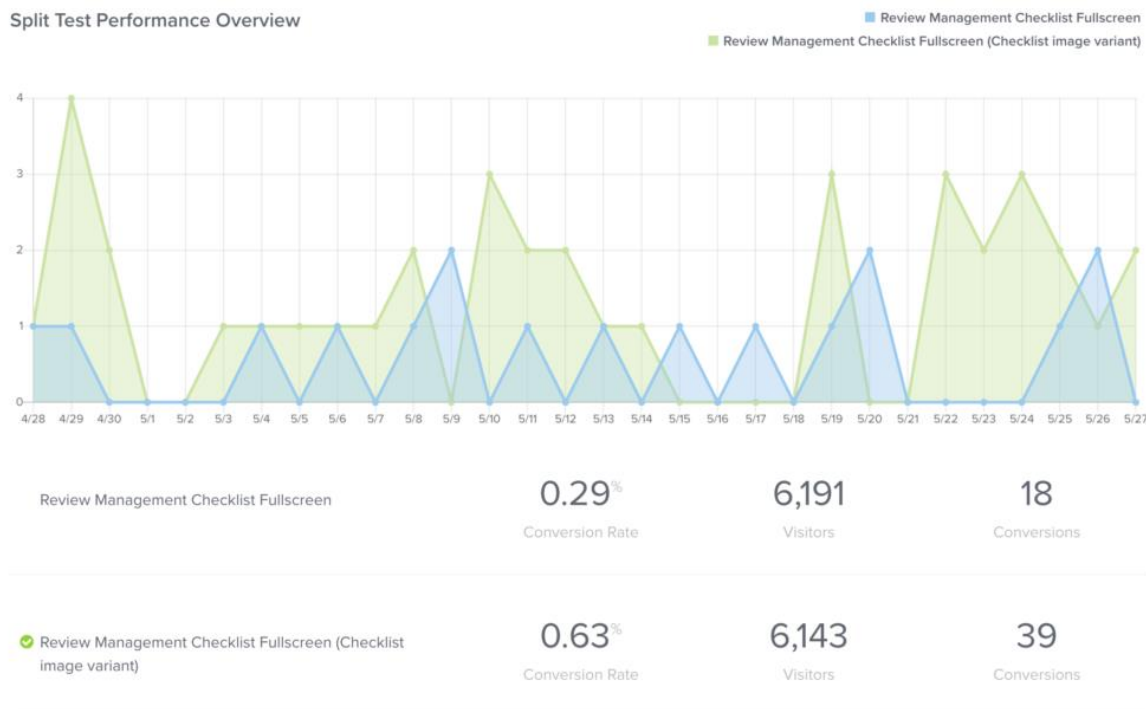 Split Test Performance Overview
Review Management Checklist Fullscreen
Review Management Checklist Fullscreen (Checklist image variant)
4
3
2
1
0
4/28 4/29 4/30 5/1 5/2 5/3 5/4 5/5 5/6 5/7 5/8 5/9 5/10 5/11 5/12 5/13 5/14 5/15 5/16 5/17 5/18 5/19 5/20 5/21 5/22 5/23 5/24 5/25 5/26 5/27
Review Management Checklist Fullscreen
0.29% 6,191 18
Conversion Rate Visitors Conversions
Review Management Checklist Fullscreen (Checklist
image variant)
0.63% 6,143 39
Conversion Rate Visitors Conversions